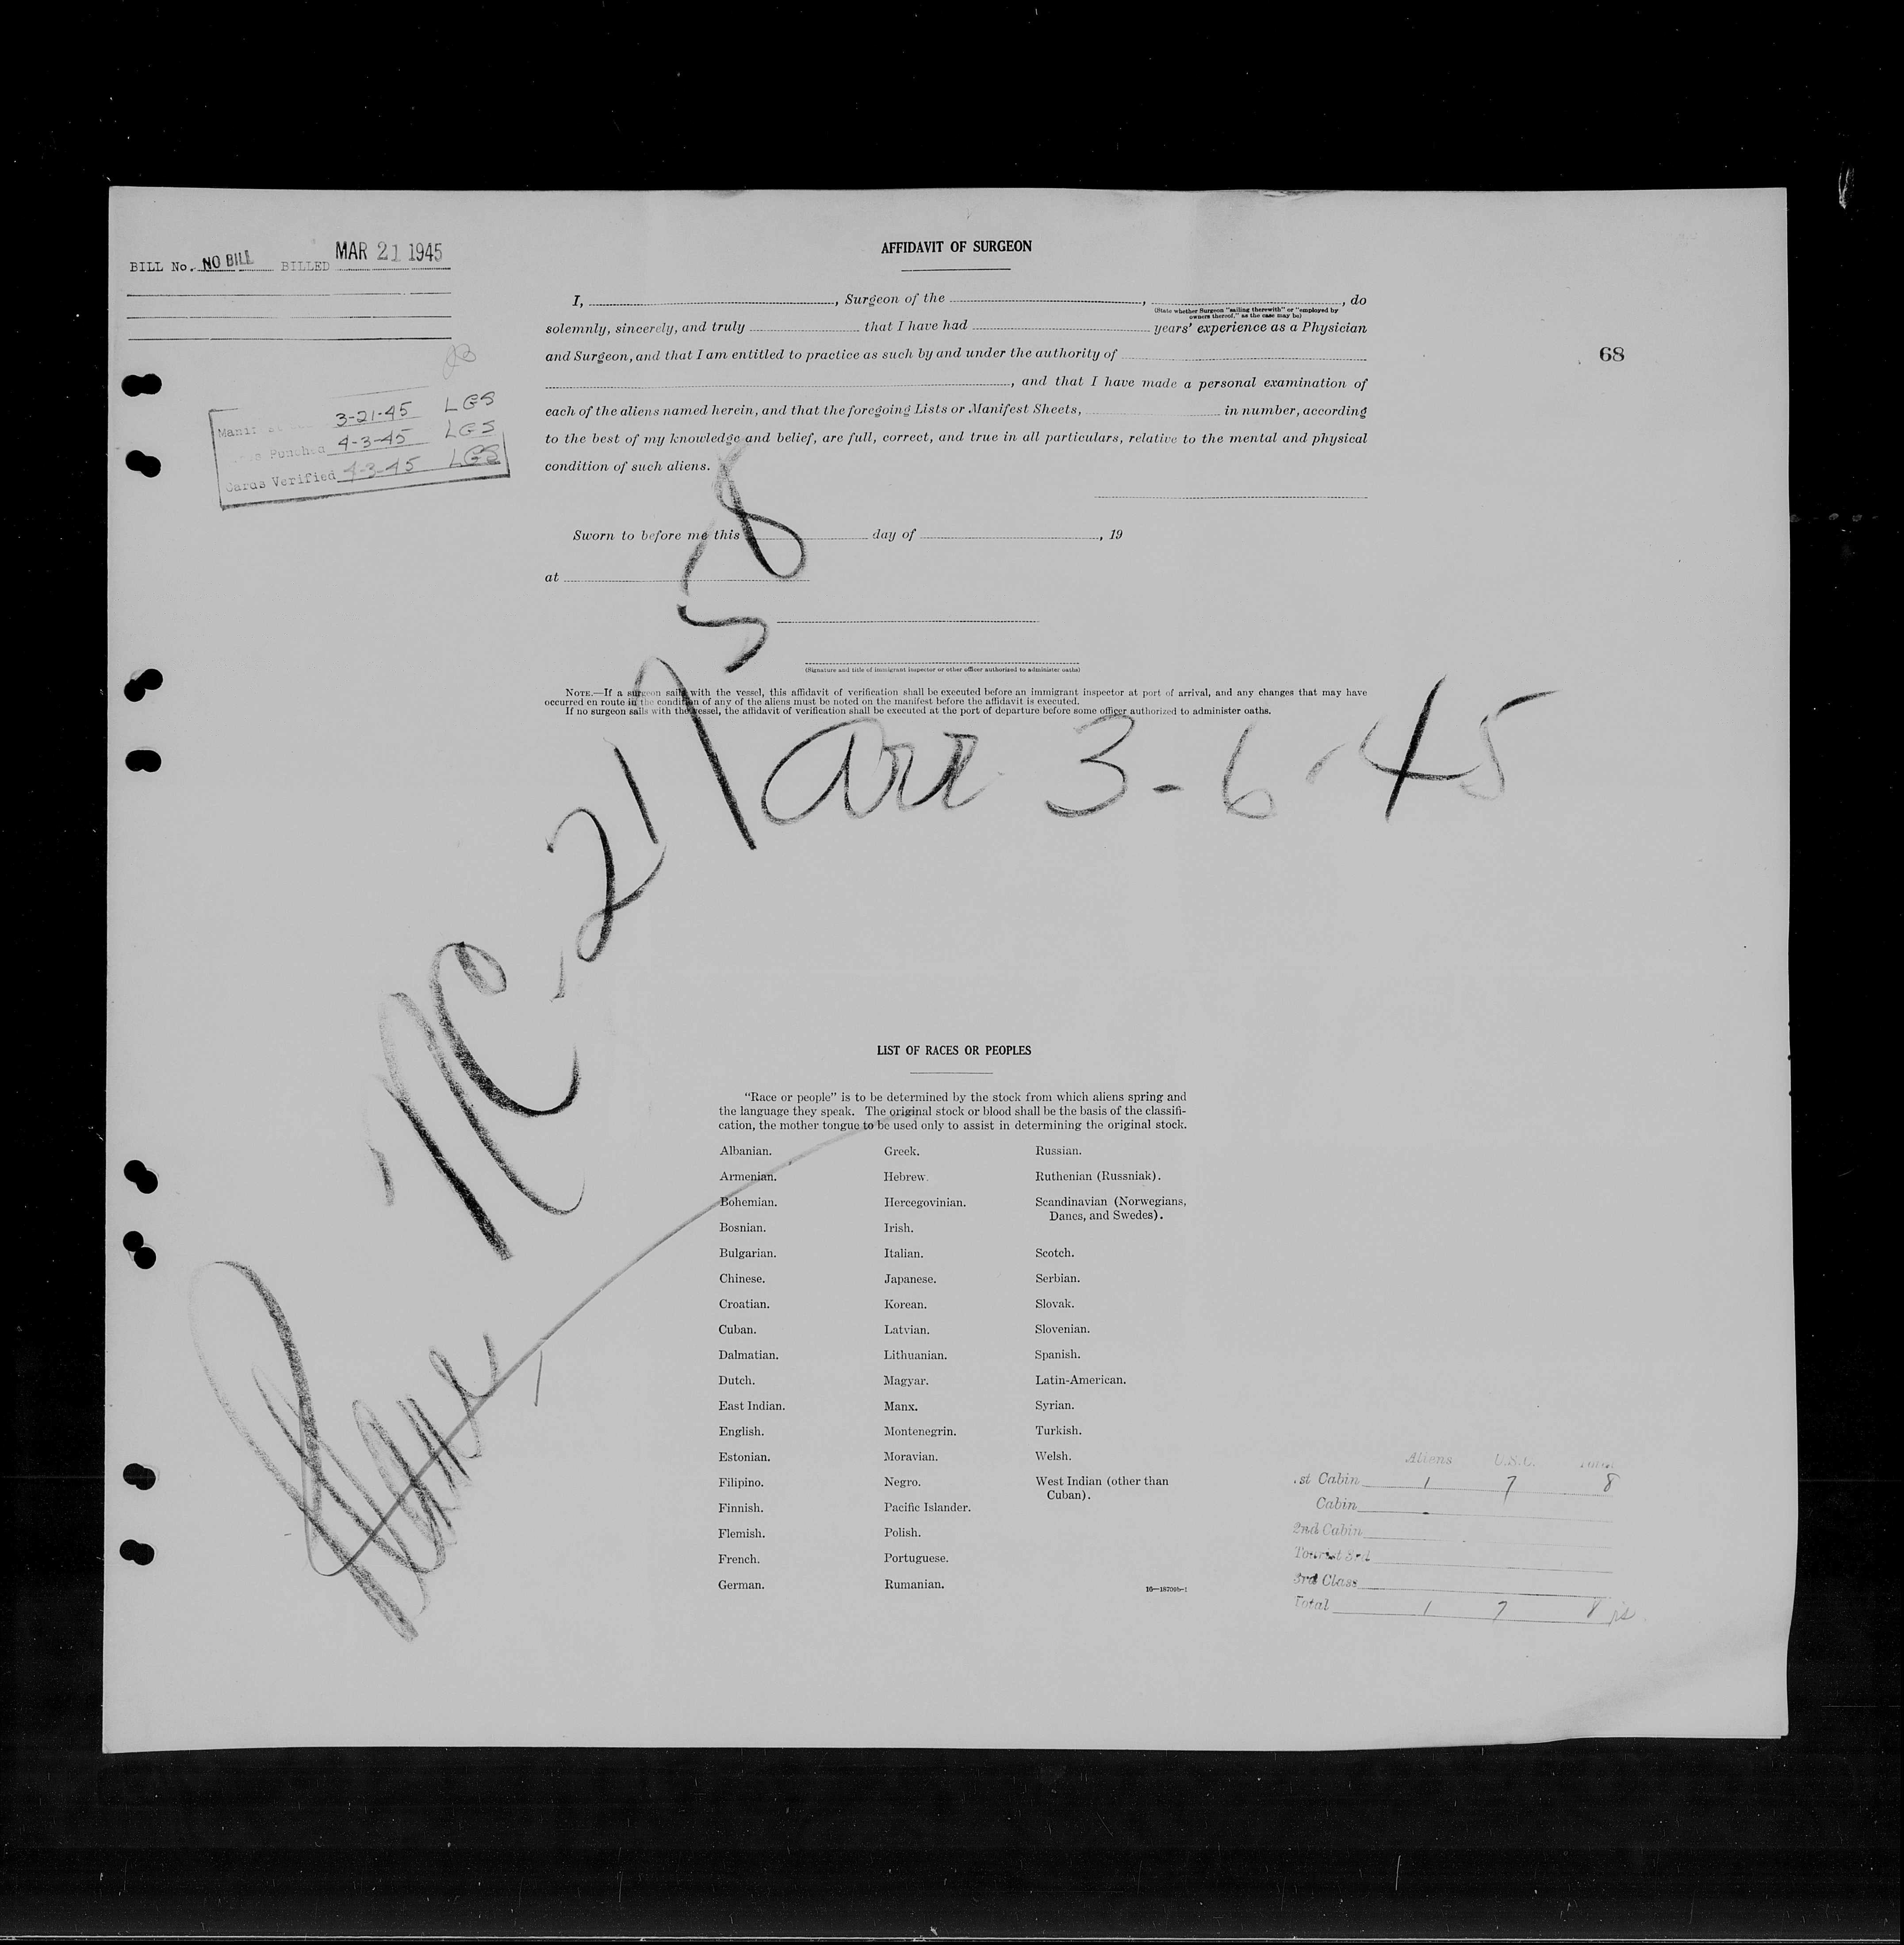 BILL No. NO BILL BILLED MAR 21 1945
AFFIDAVIT OF SURGEON
I, , Surgeon of the , , do
(State whether Surgeon "sailing therewith" or "employed by
owners thereof," as the case may be)
solemnly, sincerely, and truly that I have had years' experience as a Physician
and Surgeon, and that I am entitled to practice as such by and under the authority of
, and that I have made a personal examination of
each of the aliens named herein, and that the foregoing Lists or Manifest Sheets, in number, according
to the best of my knowledge and belief, are full, correct, and true in all particulars, relative to the mental and physical
condition of such aliens.
68
3-21-45 LGS
Punched 4-3-45 LGS
Cards Verified 4-3-45 LGS
Sworn to before me this day of , 19
at
(Signature and title of immigrant inspector or other officer authorized to administer oaths)
NOTE.—If a surgeon sails with the vessel, this affidavit of verification shall be executed before an immigrant inspector at port of arrival, and any changes that may have
occurred en route in the condition of any of the aliens must be noted on the manifest before the affidavit is executed.
If no surgeon sails with the vessel, the affidavit of verification shall be executed at the port of departure before some officer authorized to administer oaths.
arr 3-6-45
NC-21758
Plane
LIST OF RACES OR PEOPLES
"Race or people" is to be determined by the stock from which aliens spring and
the language they speak. The original stock or blood shall be the basis of the classifi-
cation, the mother tongue to be used only to assist in determining the original stock.
Albanian. Greek. Russian.
Armenian. Hebrew. Ruthenian (Russniak).
Bohemian. Hercegovinian. Scandinavian (Norwegians,
Danes, and Swedes).
Bosnian. Irish.
Bulgarian. Italian. Scotch.
Chinese. Japanese. Serbian.
Croatian. Korean. Slovak.
Cuban. Latvian. Slovenian.
Dalmatian. Lithuanian. Spanish.
Dutch. Magyar. Latin-American.
East Indian. Manx. Syrian.
English. Montenegrin. Turkish.
Estonian. Moravian. Welsh.
Filipino. Negro. West Indian (other than
Cuban).
Finnish. Pacific Islander.
Flemish. Polish.
French. Portuguese.
German. Rumanian.
16—18709b-1
Aliens U.S.C. Total
1st Cabin 1 7 8
Cabin
2nd Cabin
Tourist 3rd
3rd Class
Total 1 7 8